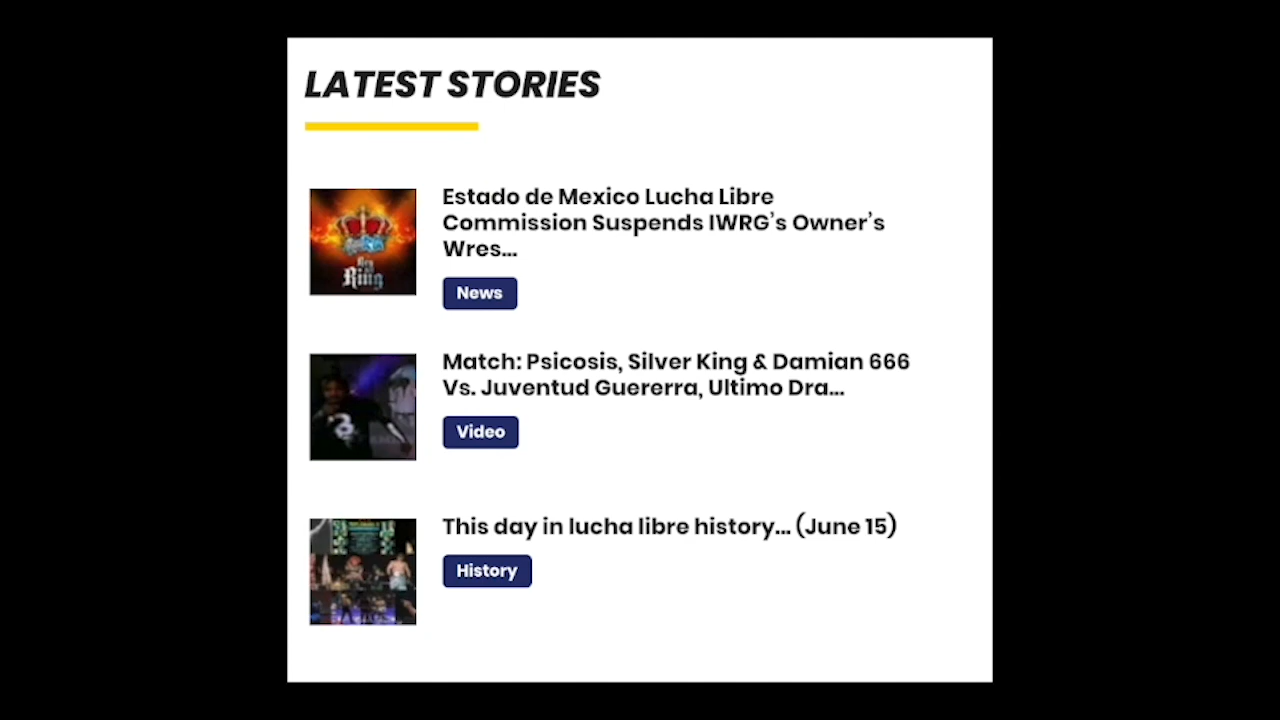 LATEST STORIES
Estado de Mexico Lucha Libre
Commission Suspends IWRG’s Owner’s
Wres...
Ring
News
Match: Psicosis, Silver King & Damian 666
Vs. Juventud Guererra, Ultimo Dra...
Video
This day in lucha libre history... (June 15)
History